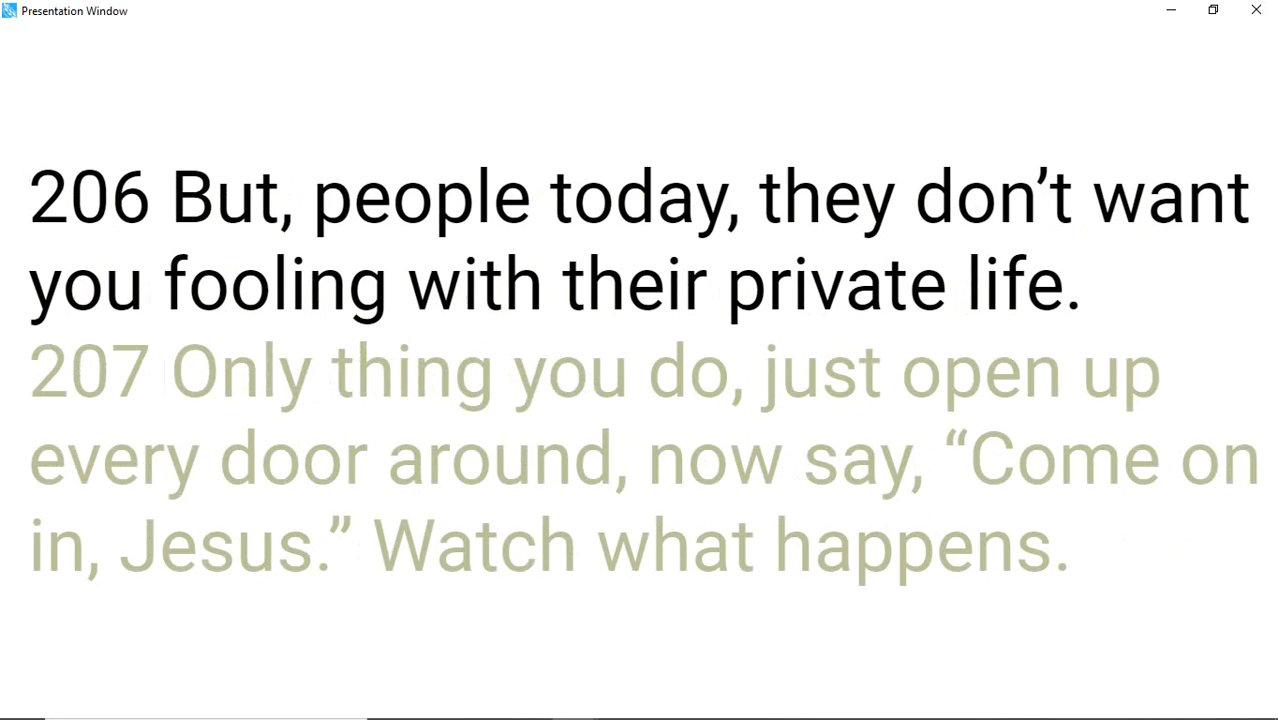 Presentation Window
206 But, people today, they don’t want
you fooling with their private life.
207 Only thing you do, just open up
every door around, now say, “Come on
in, Jesus.” Watch what happens.